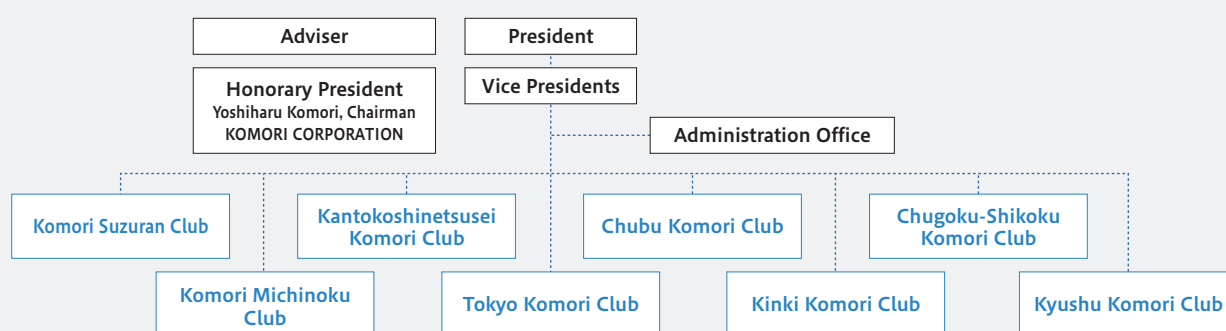 Adviser
President
Honorary President
Yoshiharu Komori, Chairman
KOMORI CORPORATION
Vice Presidents
Administration Office
Komori Suzuran Club
Kantokoshinetsusei
Komori Club
Chubu Komori Club
Chugoku-Shikoku
Komori Club
Komori Michinoku
Club
Tokyo Komori Club
Kinki Komori Club
Kyushu Komori Club